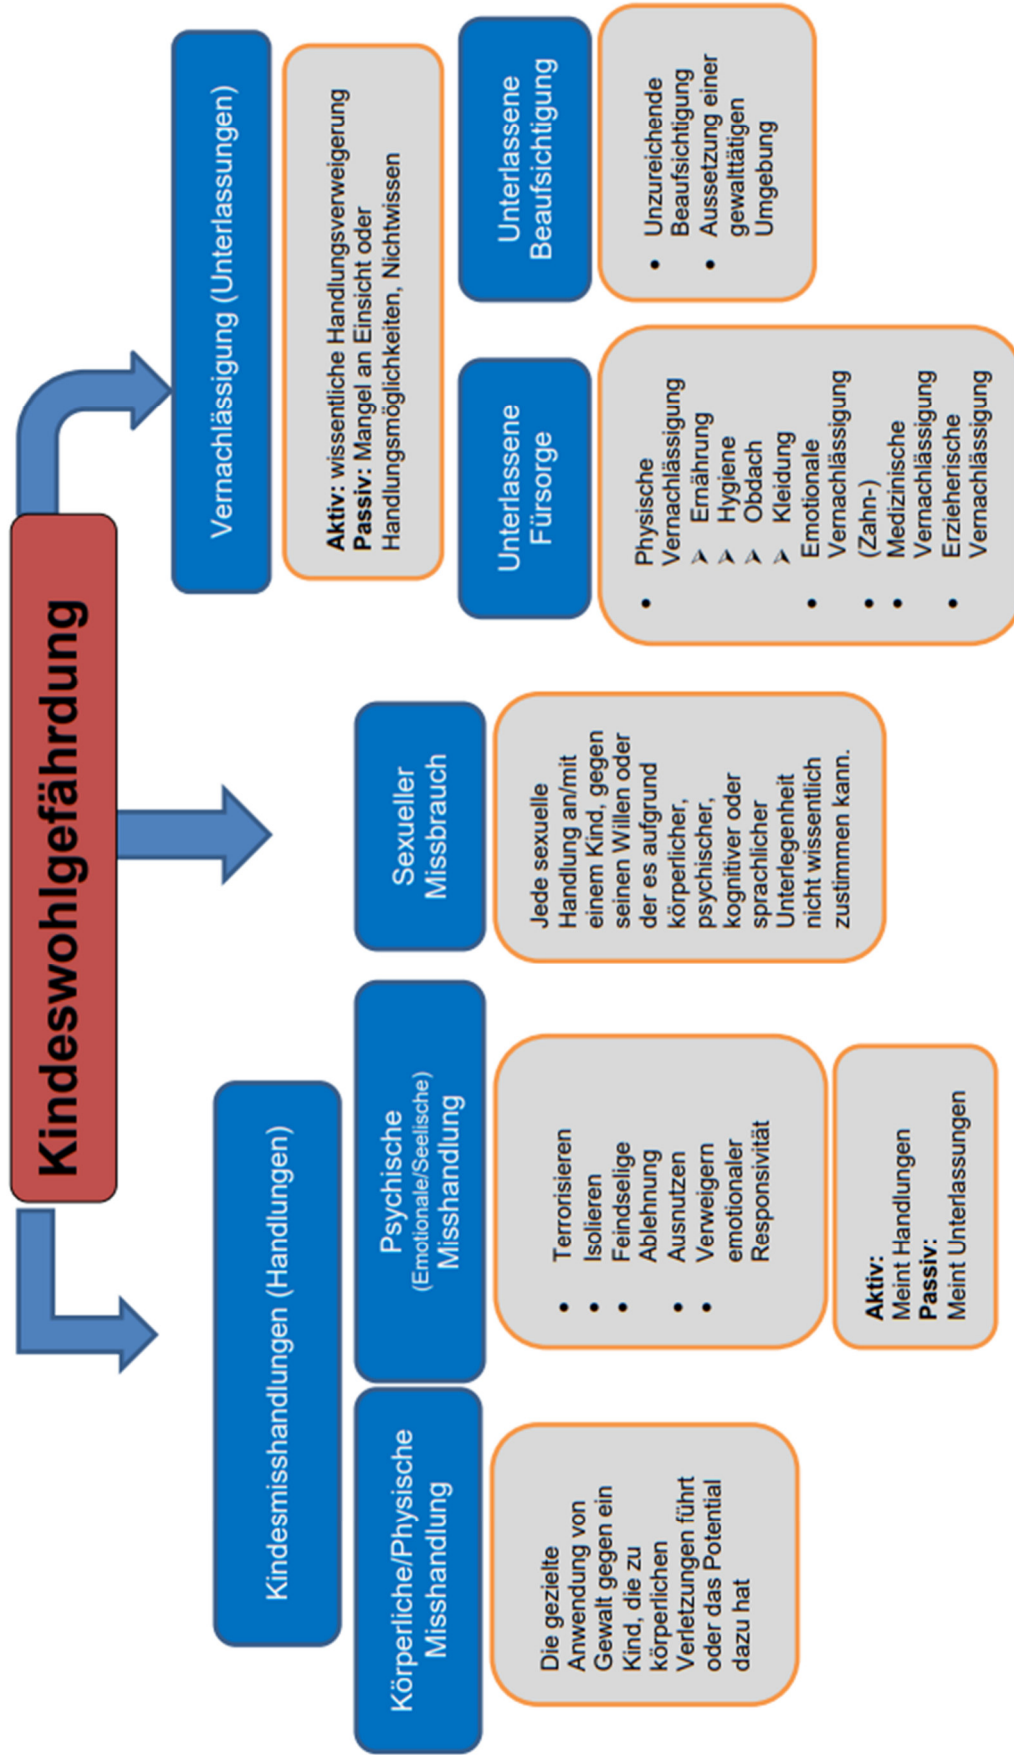 Kindeswohlgefährdung
Kindesmisshandlungen (Handlungen)
Körperliche/Physische
Misshandlung
Die gezielte
Anwendung von
Gewalt gegen ein
Kind, die zu
körperlichen
Verletzungen führt
oder das Potential
dazu hat
Psychische
(Emotionale/Seelische)
Misshandlung
• Terrorisieren
• Isolieren
• Feindselige
Ablehnung
• Ausnutzen
• Verweigern
emotionaler
Responsivität
Aktiv:
Meint Handlungen
Passiv:
Meint Unterlassungen
Sexueller
Missbrauch
Jede sexuelle
Handlung an/mit
einem Kind, gegen
seinen Willen oder
der es aufgrund
körperlicher,
psychischer,
kognitiver oder
sprachlicher
Unterlegenheit
nicht wissentlich
zustimmen kann.
Vernachlässigung (Unterlassungen)
Aktiv: wissentliche Handlungsverweigerung
Passiv: Mangel an Einsicht oder
Handlungsmöglichkeiten, Nichtwissen
Unterlassene
Fürsorge
• Physische
Vernachlässigung
➢ Ernährung
➢ Hygiene
➢ Obdach
➢ Kleidung
• Emotionale
Vernachlässigung
• (Zahn-)
• Medizinische
Vernachlässigung
• Erzieherische
Vernachlässigung
Unterlassene
Beaufsichtigung
• Unzureichende
Beaufsichtigung
• Aussetzung einer
gewalttätigen
Umgebung